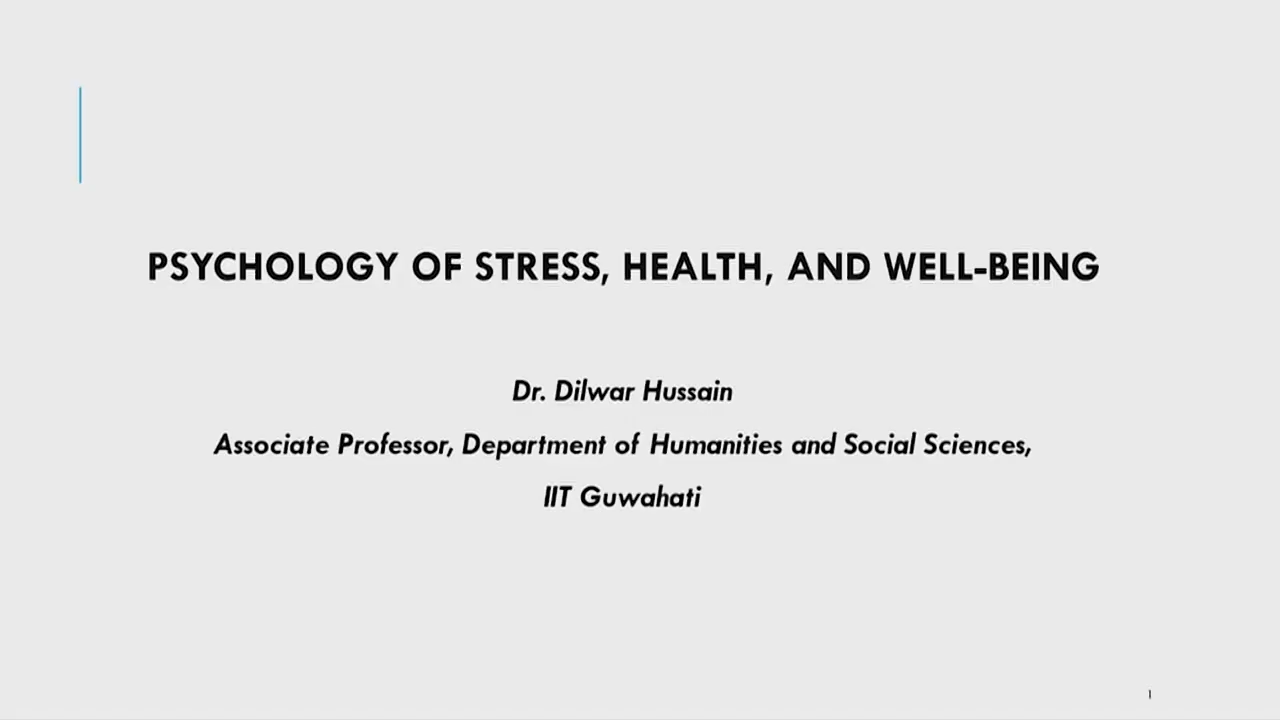 PSYCHOLOGY OF STRESS, HEALTH, AND WELL-BEING
Dr. Dilwar Hussain
Associate Professor, Department of Humanities and Social Sciences,
IIT Guwahati
1